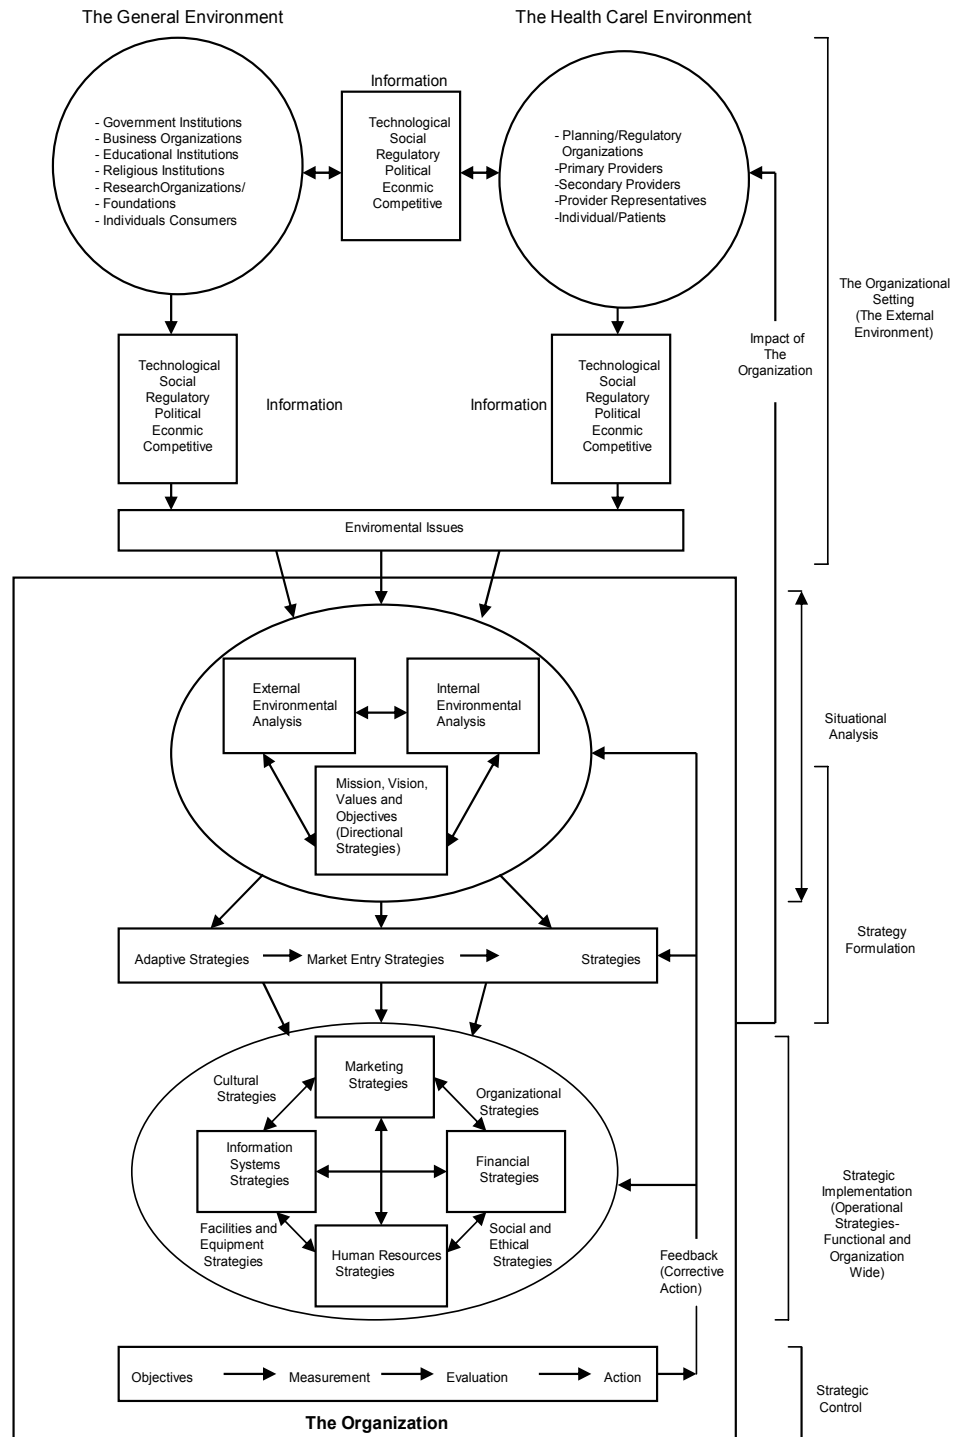 The General Environment
The Health Carel Environment
- Government Institutions
- Business Organizations
- Educational Institutions
- Religious Institutions
- ResearchOrganizations/
Foundations
- Individuals Consumers
Information
Technological
Social
Regulatory
Political
Econmic
Competitive
- Planning/Regulatory
Organizations
-Primary Providers
-Secondary Providers
-Provider Representatives
-Individual/Patients
The Organizational
Setting
(The External
Environment)
Impact of
The
Organization
Technological
Social
Regulatory
Political
Econmic
Competitive
Information
Information
Technological
Social
Regulatory
Political
Econmic
Competitive
Enviromental Issues
External
Environmental
Analysis
Internal
Environmental
Analysis
Mission, Vision,
Values and
Objectives
(Directional
Strategies)
Situational
Analysis
Strategy
Formulation
Adaptive Strategies
Market Entry Strategies
Strategies
Marketing
Strategies
Cultural
Strategies
Organizational
Strategies
Information
Systems
Strategies
Financial
Strategies
Facilities and
Equipment
Strategies
Human Resources
Strategies
Social and
Ethical
Strategies
Feedback
(Corrective
Action)
Strategic
Implementation
(Operational
Strategies-
Functional and
Organization
Wide)
Objectives
Measurement
Evaluation
Action
The Organization
Strategic
Control